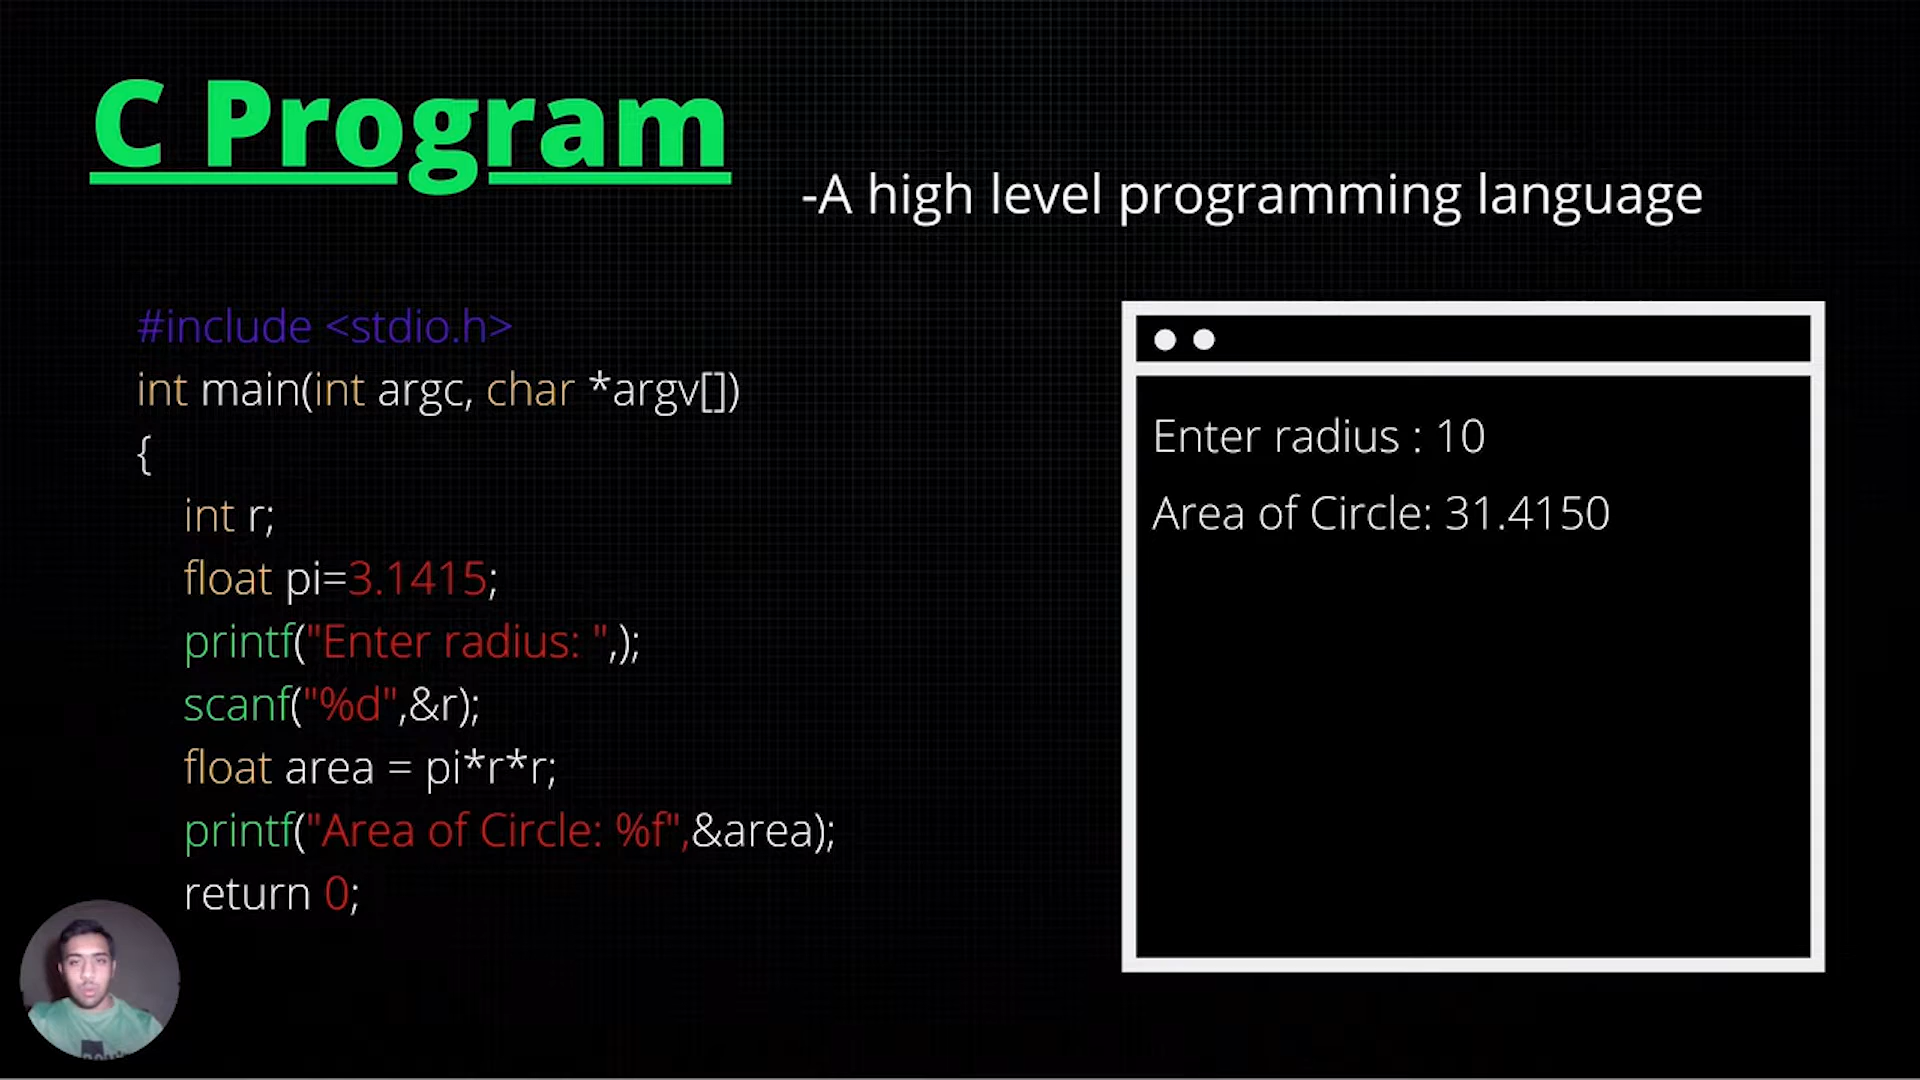 C Program
-A high level programming language
#include <stdio.h>
int main(int argc, char *argv[])
{
int r;
float pi=3.1415;
printf("Enter radius: ",);
scanf("%d",&r);
float area = pi*r*r;
printf("Area of Circle: %f",&area);
return 0;
Enter radius : 10
Area of Circle: 31.4150